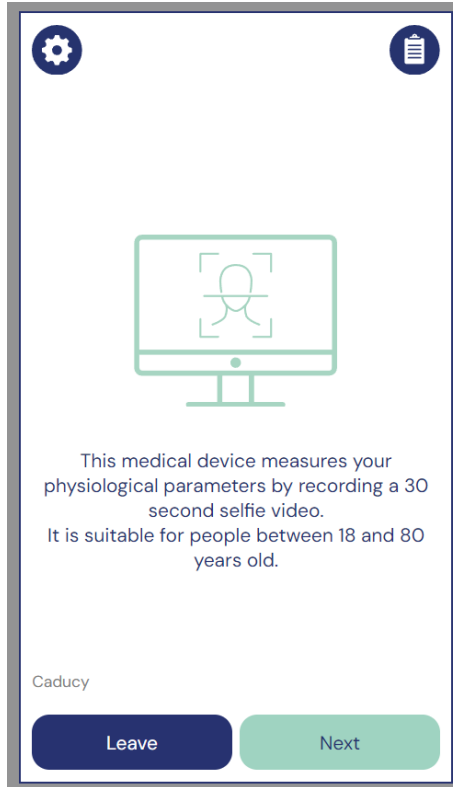 This medical device measures your
physiological parameters by recording a 30
second selfie video.
It is suitable for people between 18 and 80
years old.
Caducy
Leave
Next